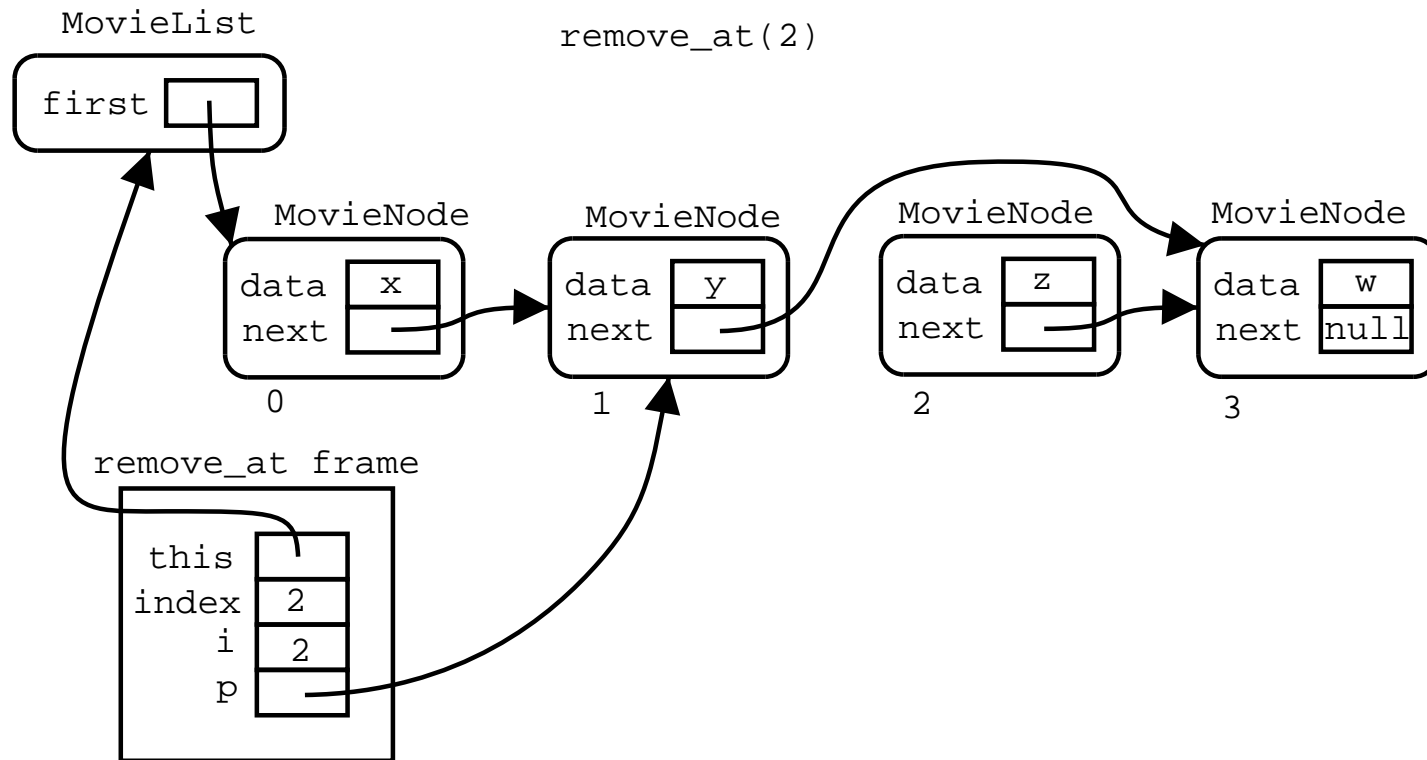 MovieList
remove_at(2)
first
MovieNode
MovieNode
MovieNode
MovieNode
data x
next
data y
next
data z
next
data w
next null
0
1
2
3
remove_at frame
this
index 2
i 2
p